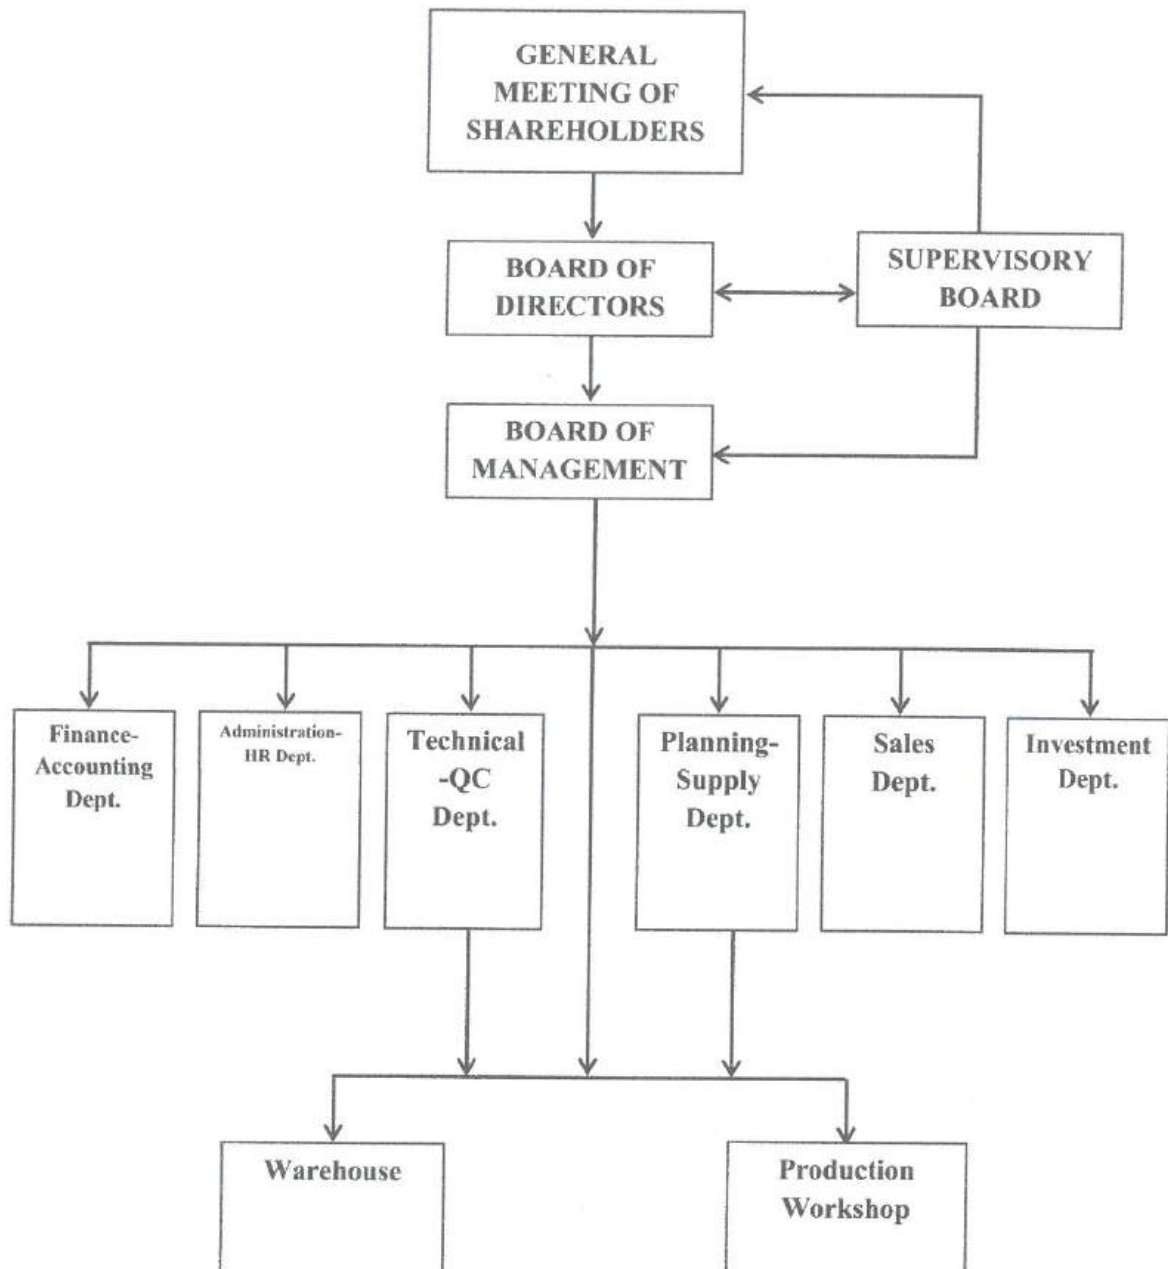 GENERAL
MEETING OF
SHAREHOLDERS
BOARD OF
DIRECTORS
SUPERVISORY
BOARD
BOARD OF
MANAGEMENT
Finance-
Accounting
Dept.
Administration-
HR Dept.
Technical
-QC
Dept.
Planning-
Supply
Dept.
Sales
Dept.
Investment
Dept.
Warehouse
Production
Workshop